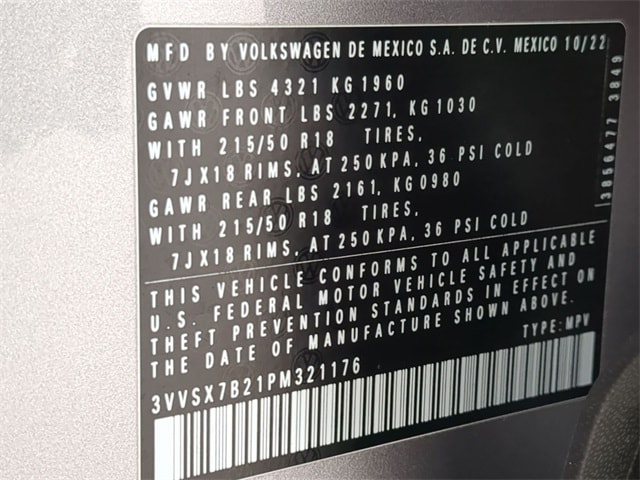 MFD BY VOLKSWAGEN DE MEXICO S.A. DE C.V. MEXICO 10/22
GVWR LBS 4321 KG 1960
GAWR FRONT LBS 2271, KG 1030
WITH 215/50 R18 TIRES,
7JX18 RIMS, AT 250 KPA, 36 PSI COLD
GAWR REAR LBS 2161, KG 0980
WITH 215/50 R18 TIRES,
7JX18 RIMS, AT 250 KPA, 36 PSI COLD
THIS VEHICLE CONFORMS TO ALL APPLICABLE
U.S. FEDERAL MOTOR VEHICLE SAFETY AND
THEFT PREVENTION STANDARDS IN EFFECT ON
THE DATE OF MANUFACTURE SHOWN ABOVE.
TYPE: MPV
3VVSX7B21PM321176
3856477 3849